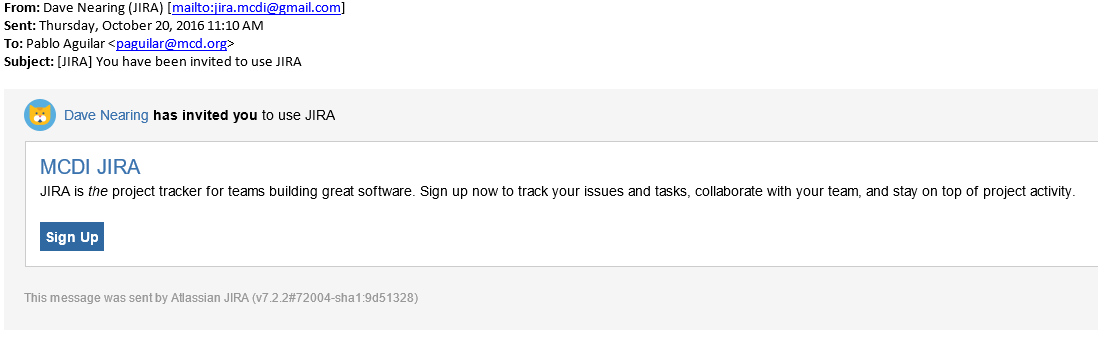 From: Dave Nearing (JIRA) [mailto:jira.mcdi@gmail.com]
Sent: Thursday, October 20, 2016 11:10 AM
To: Pablo Aguilar <paguilar@mcd.org>
Subject: [JIRA] You have been invited to use JIRA
Dave Nearing has invited you to use JIRA
MCDI JIRA
JIRA is the project tracker for teams building great software. Sign up now to track your issues and tasks, collaborate with your team, and stay on top of project activity.
Sign Up
This message was sent by Atlassian JIRA (v7.2.2#72004-sha1:9d51328)